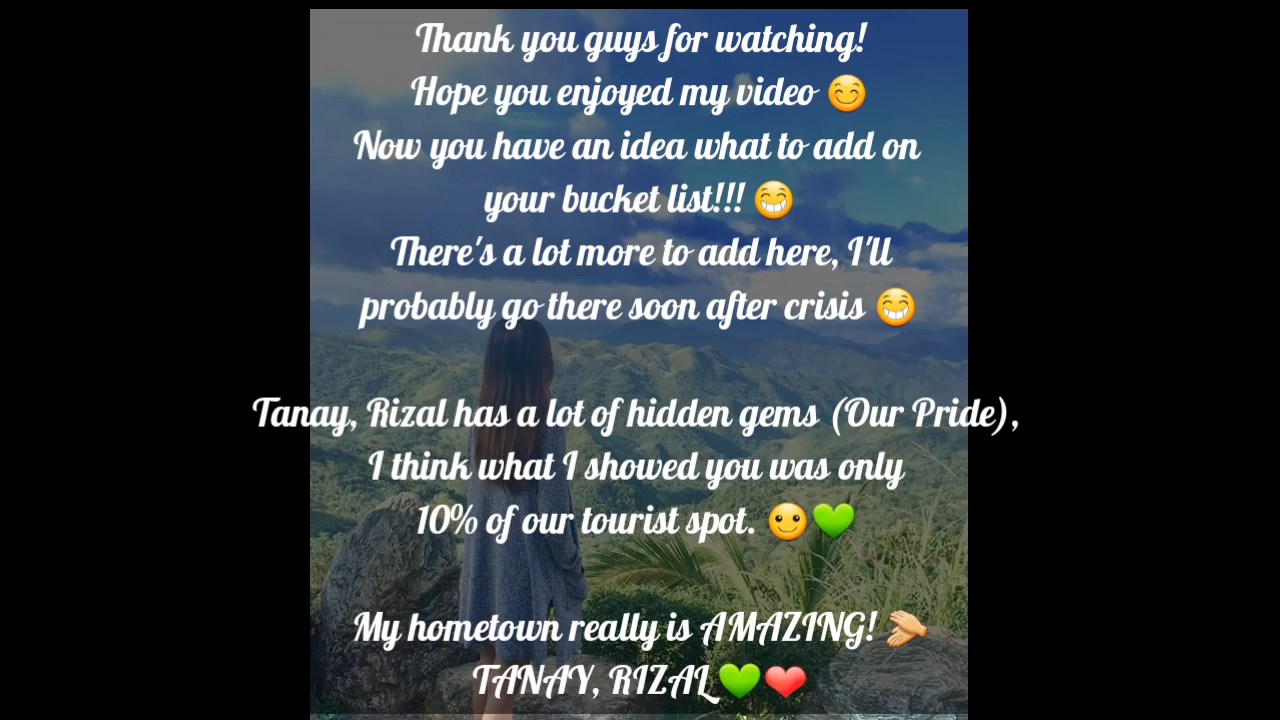 Thank you guys for watching!
Hope you enjoyed my video 😊
Now you have an idea what to add on
your bucket list!!! 😁
There's a lot more to add here, I'll
probably go there soon after crisis 😁
Tanay, Rizal has a lot of hidden gems (Our Pride),
I think what I showed you was only
10% of our tourist spot. 🙂💚
My hometown really is AMAZING! 👏
TANAY, RIZAL 💚❤